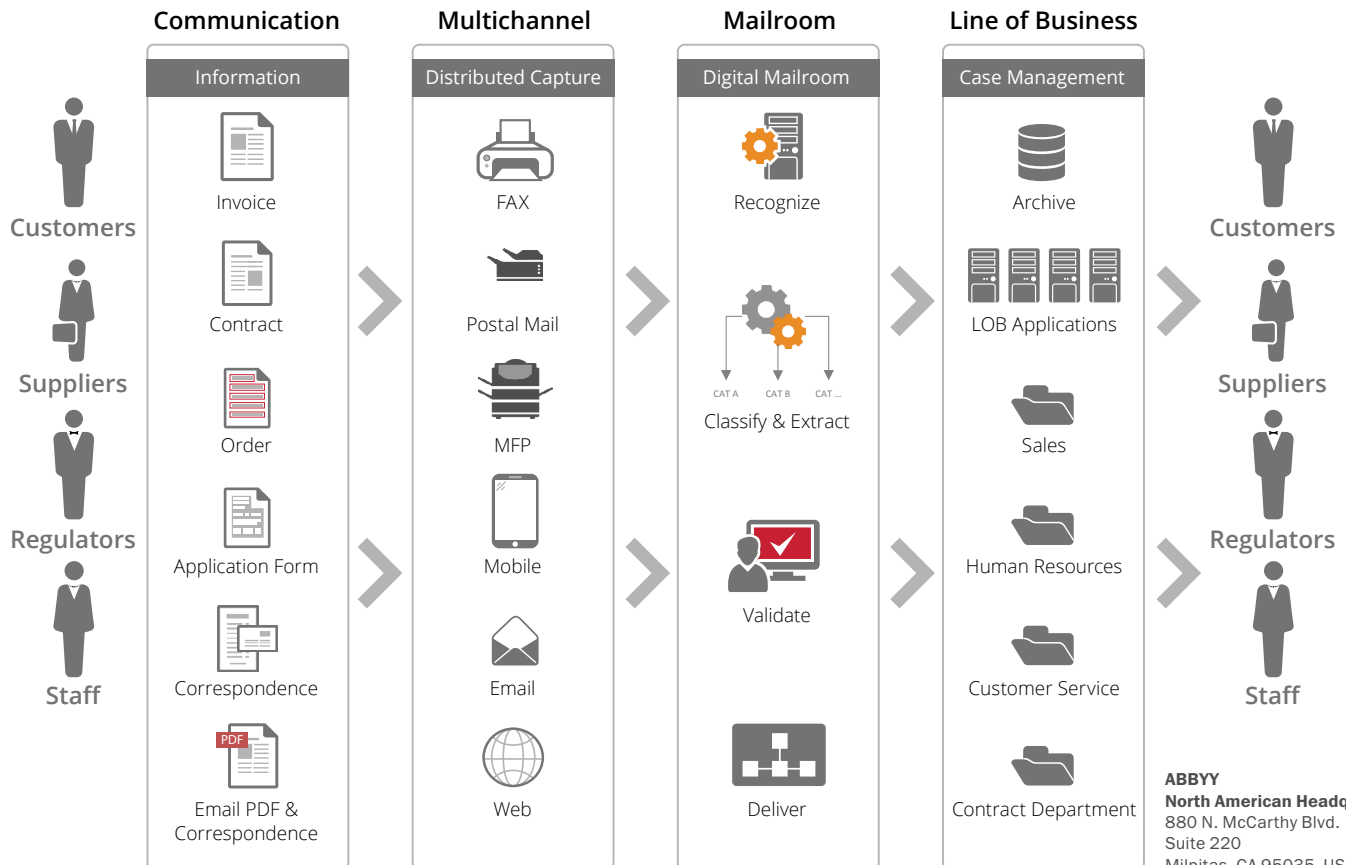 Communication
Multichannel
Mailroom
Line of Business
Information
Distributed Capture
Digital Mailroom
Case Management
Customers
Suppliers
Regulators
Staff
Invoice
Contract
Order
Application Form
Correspondence
PDF
Email PDF &
Correspondence
FAX
Postal Mail
MFP
Mobile
Email
Web
Recognize
CAT A
CAT B
CAT ...
Classify & Extract
Validate
Deliver
Archive
LOB Applications
Sales
Human Resources
Customer Service
Contract Department
Customers
Suppliers
Regulators
Staff
ABBYY
North American Headq
880 N. McCarthy Blvd.
Suite 220